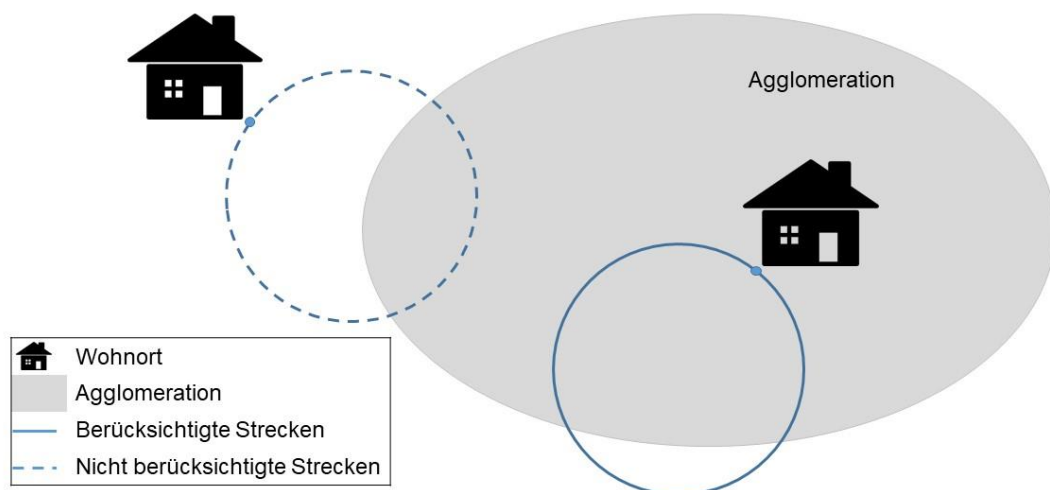 Agglomeration
Wohnort
Agglomeration
Berücksichtigte Strecken
Nicht berücksichtigte Strecken